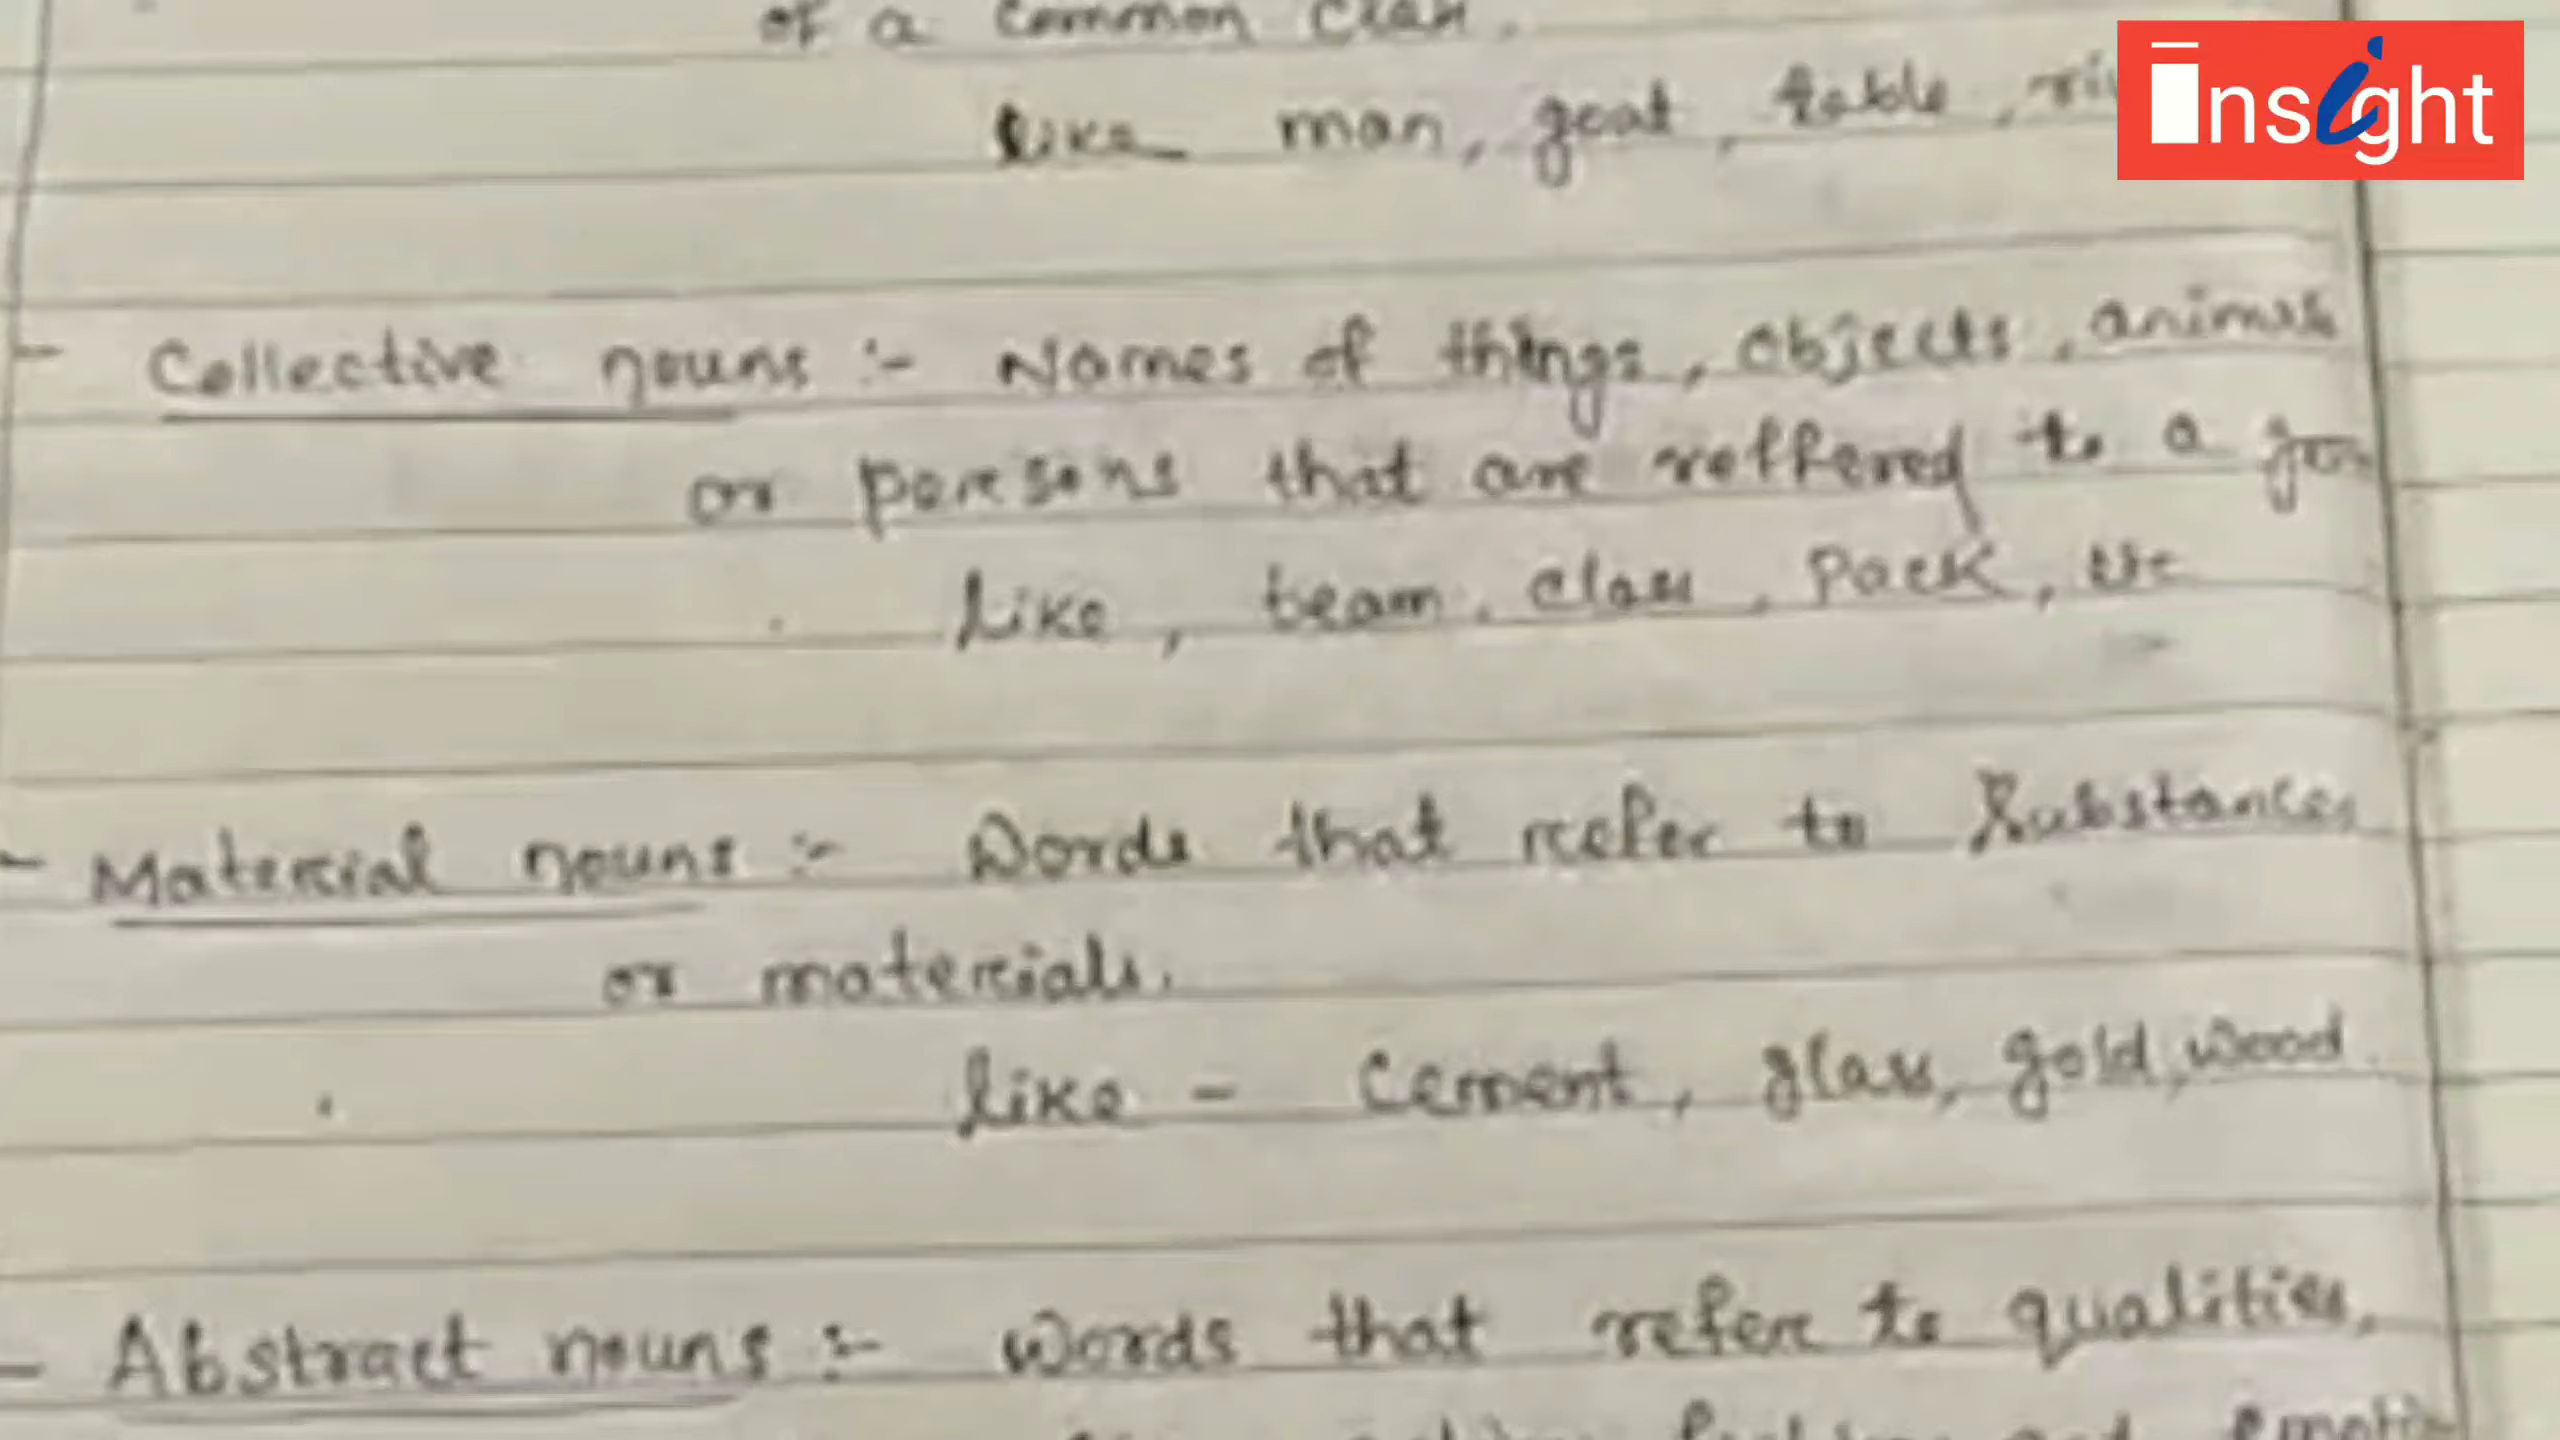 of a common class.
like man, goat, table,
Insight
- Collective nouns :- Names of things, objects, animals
or persons that are reffered to a
like, team, class, pack, etc
- Material nouns :- Words that refer to Substances
or materials.
like - Cement, glass, gold, wood
- Abstract nouns :- words that refer to qualities,